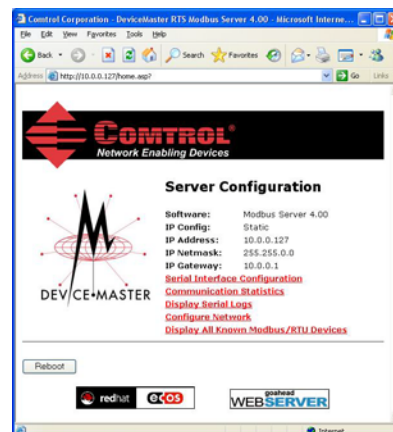 Comtrol Corporation - DeviceMaster RTS Modbus Server 4.00 - Microsoft Interne...
File Edit View Favorites Tools Help
Back Search Favorites
Address http://10.0.0.127/home.asp? Go Links
COMTROL®
Network Enabling Devices
Server Configuration
Software: Modbus Server 4.00
IP Config: Static
IP Address: 10.0.0.127
IP Netmask: 255.255.0.0
IP Gateway: 10.0.0.1
Serial Interface Configuration
Communication Statistics
Display Serial Logs
Configure Network
Display All Known Modbus/RTU Devices
DEVICE•MASTER
Reboot
redhat eCOS
goahead
WEBSERVER
Internet